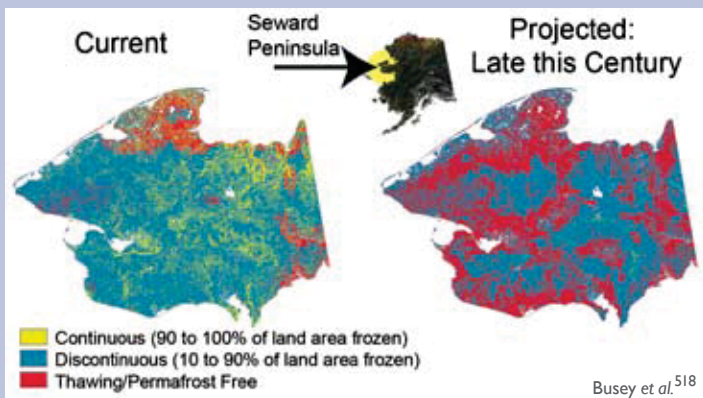 Current
Seward
Peninsula
Projected:
Late this Century
Continuous (90 to 100% of land area frozen)
Discontinuous (10 to 90% of land area frozen)
Thawing/Permafrost Free
Busey et al.518